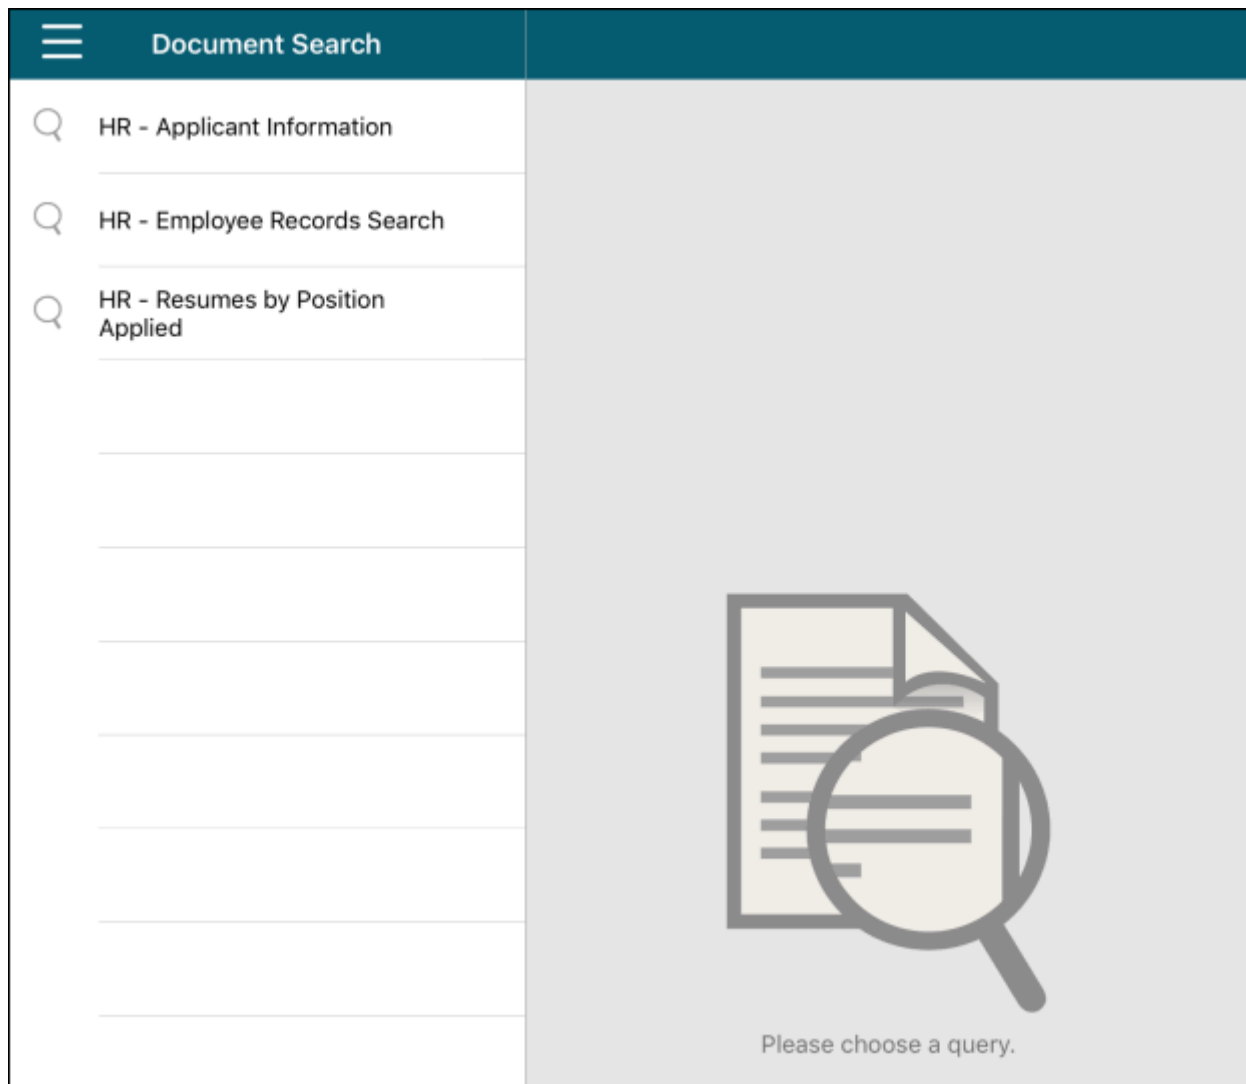 Document Search
HR - Applicant Information
HR - Employee Records Search
HR - Resumes by Position
Applied
Please choose a query.